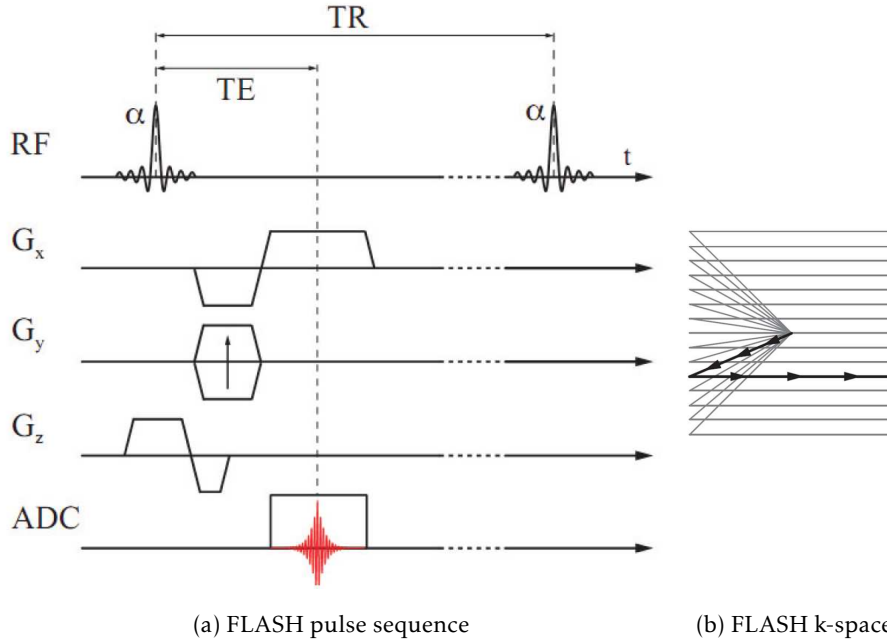 TR
TE
α
α
RF
t
Gx
Gy
Gz
ADC
(a) FLASH pulse sequence
(b) FLASH k-space